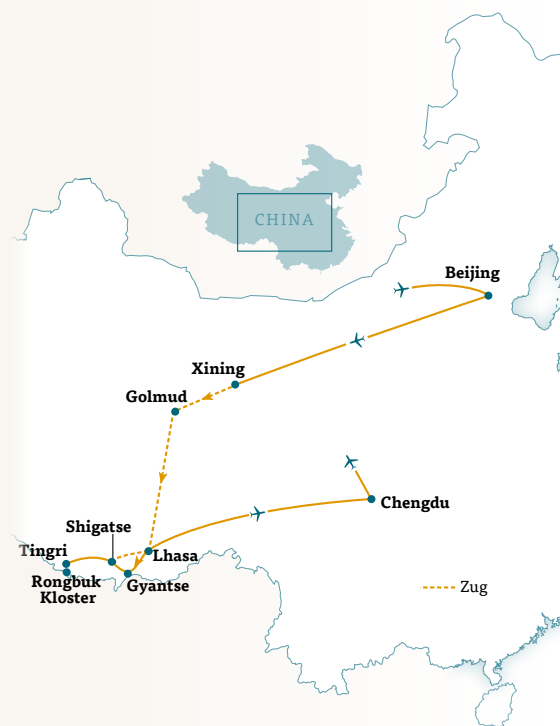 CHINA
Beijing
Xining
Golmud
Chengdu
Shigatse
Tingri
Lhasa
Rongbuk
Kloster
Gyantse
Zug